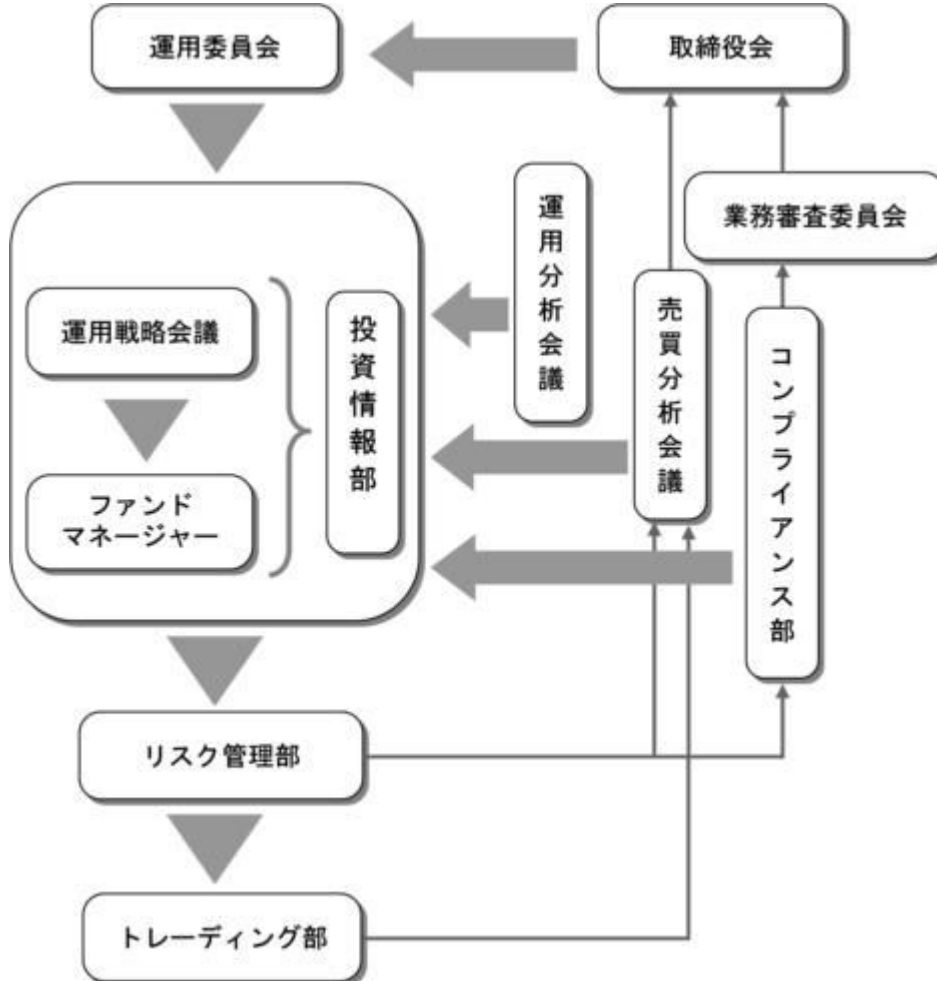 運用委員会
取締役会
運用分析会議
業務審査委員会
運用戦略会議
投資情報部
売買分析会議
コンプライアンス部
ファンド
マネージャー
リスク管理部
トレーディング部